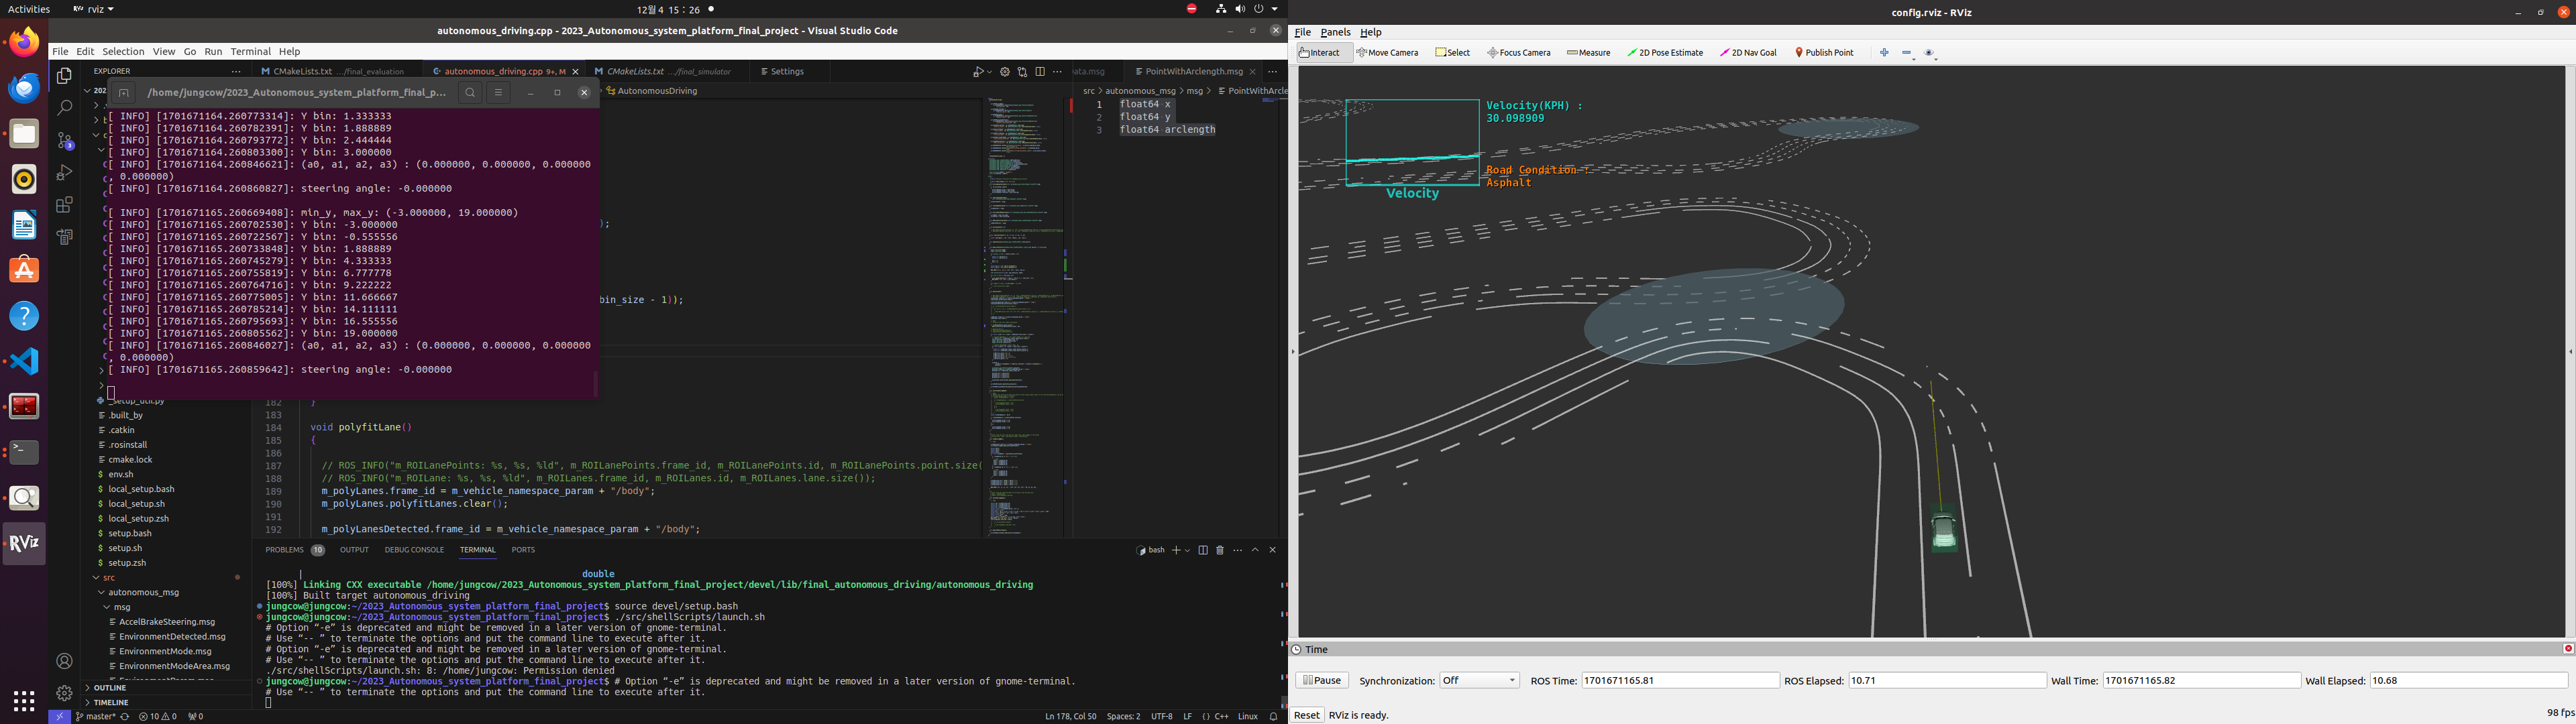 Activities
rviz
12월 4 15 : 26
autonomous_driving.cpp - 2023_Autonomous_system_platform_final_project - Visual Studio Code
File Edit Selection View Go Run Terminal Help
EXPLORER
CMakeLists.txt .../final_evaluation
autonomous_driving.cpp 9+, M
CMakeLists.txt .../final_simulator
Settings
PointWithArclength.msg
/home/jungcow/2023_Autonomous_system_platform_final_p...
AutonomousDriving
src > autonomous_msg > msg > PointWithArcle
1 float64 x
2 float64 y
3 float64 arclength
[ INFO] [1701671164.260773314]: Y bin: 1.333333
[ INFO] [1701671164.260782391]: Y bin: 1.888889
[ INFO] [1701671164.260793772]: Y bin: 2.444444
[ INFO] [1701671164.260803300]: Y bin: 3.000000
[ INFO] [1701671164.260846621]: (a0, a1, a2, a3) : (0.000000, 0.000000, 0.000000
, 0.000000)
[ INFO] [1701671164.260860827]: steering angle: -0.000000
[ INFO] [1701671165.260669408]: min_y, max_y: (-3.000000, 19.000000)
[ INFO] [1701671165.260702530]: Y bin: -3.000000
[ INFO] [1701671165.260722567]: Y bin: -0.555556
[ INFO] [1701671165.260733848]: Y bin: 1.888889
[ INFO] [1701671165.260745279]: Y bin: 4.333333
[ INFO] [1701671165.260755819]: Y bin: 6.777778
[ INFO] [1701671165.260764716]: Y bin: 9.222222
[ INFO] [1701671165.260775005]: Y bin: 11.666667
[ INFO] [1701671165.260785214]: Y bin: 14.111111
[ INFO] [1701671165.260795693]: Y bin: 16.555556
[ INFO] [1701671165.260805562]: Y bin: 19.000000
[ INFO] [1701671165.260846027]: (a0, a1, a2, a3) : (0.000000, 0.000000, 0.000000
, 0.000000)
[ INFO] [1701671165.260859642]: steering angle: -0.000000
);
bin_size - 1));
182 }
183
184 void polyfitLane()
185 {
186
187 // ROS_INFO("m_ROILanePoints: %s, %s, %ld", m_ROILanePoints.frame_id, m_ROILanePoints.id, m_ROILanePoints.point.size(
188 // ROS_INFO("m_ROILane: %s, %s, %ld", m_ROILanes.frame_id, m_ROILanes.id, m_ROILanes.lane.size());
189 m_polyLanes.frame_id = m_vehicle_namespace_param + "/body";
190 m_polyLanes.polyfitLanes.clear();
191
192 m_polyLanesDetected.frame_id = m_vehicle_namespace_param + "/body";
_setup_util.py
.built_by
.catkin
.rosinstall
cmake.lock
env.sh
local_setup.bash
local_setup.sh
local_setup.zsh
setup.bash
setup.sh
setup.zsh
src
autonomous_msg
msg
AccelBrakeSteering.msg
EnvironmentDetected.msg
EnvironmentMode.msg
EnvironmentModeArea.msg
OUTLINE
TIMELINE
PROBLEMS 10 OUTPUT DEBUG CONSOLE TERMINAL PORTS
bash
| double
[100%] Linking CXX executable /home/jungcow/2023_Autonomous_system_platform_final_project/devel/lib/final_autonomous_driving/autonomous_driving
[100%] Built target autonomous_driving
jungcow@jungcow:~/2023_Autonomous_system_platform_final_project$ source devel/setup.bash
jungcow@jungcow:~/2023_Autonomous_system_platform_final_project$ ./src/shellScripts/launch.sh
# Option “-e” is deprecated and might be removed in a later version of gnome-terminal.
# Use “-- ” to terminate the options and put the command line to execute after it.
# Option “-e” is deprecated and might be removed in a later version of gnome-terminal.
# Use “-- ” to terminate the options and put the command line to execute after it.
./src/shellScripts/launch.sh: 8: /home/jungcow: Permission denied
jungcow@jungcow:~/2023_Autonomous_system_platform_final_project$ # Option “-e” is deprecated and might be removed in a later version of gnome-terminal.
# Use “-- ” to terminate the options and put the command line to execute after it.
master* 10 0 0
Ln 178, Col 50 Spaces: 2 UTF-8 LF {} C++ Linux
config.rviz - RViz
File Panels Help
Interact Move Camera Select Focus Camera Measure 2D Pose Estimate 2D Nav Goal Publish Point
Velocity(KPH) :
30.098909
Road Condition :
Asphalt
Velocity
Time
Pause Synchronization: Off ROS Time: 1701671165.81 ROS Elapsed: 10.71 Wall Time: 1701671165.82 Wall Elapsed: 10.68
Reset RViz is ready. 98 fps